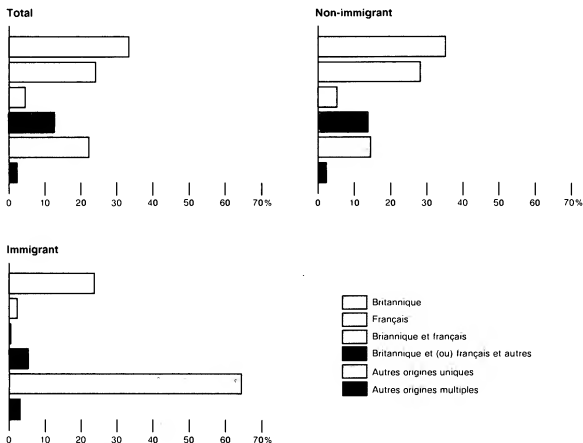 Total
0 10 20 30 40 50 60 70%
Non-immigrant
0 10 20 30 40 50 60 70%
Immigrant
0 10 20 30 40 50 60 70%
Britannique
Français
Briannique et français
Britannique et (ou) français et autres
Autres origines uniques
Autres origines multiples